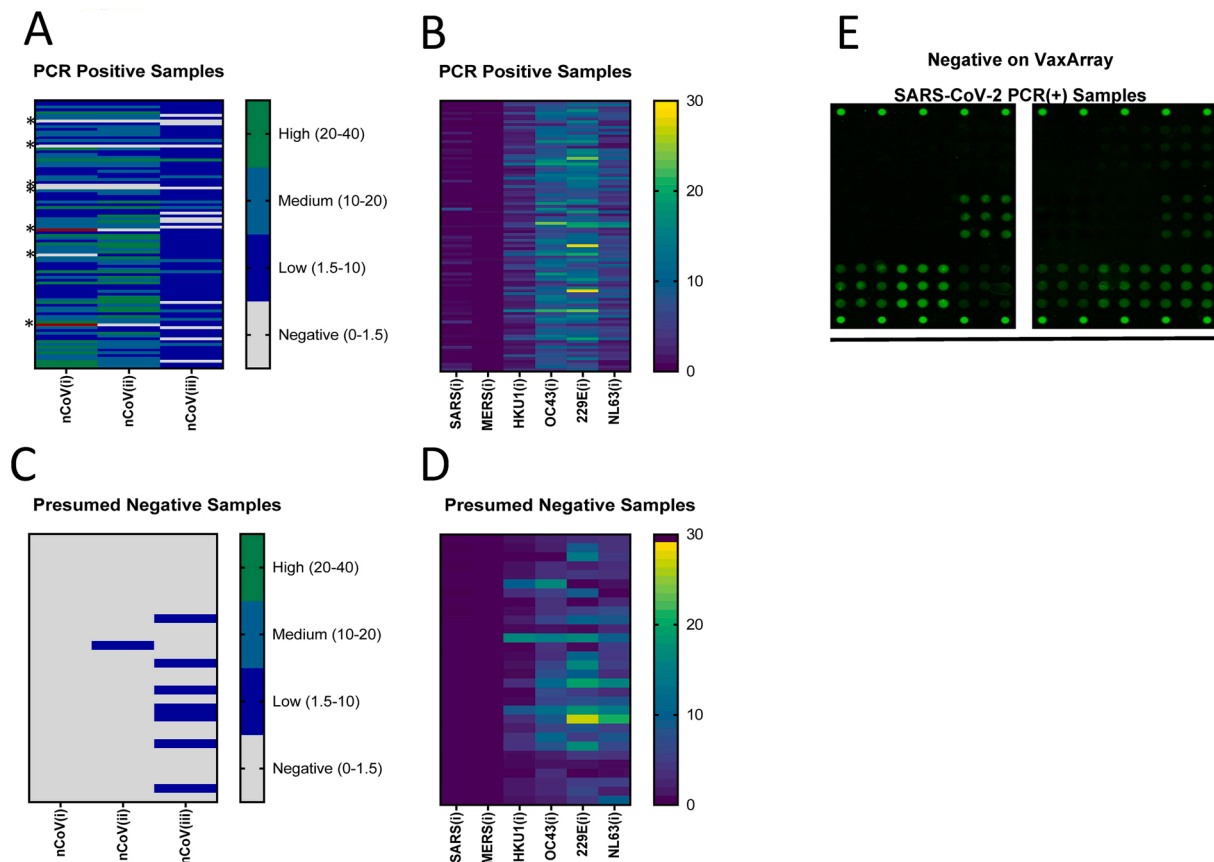 A
PCR Positive Samples
*
*
*
*
*
*
*
High (20-40)
Medium (10-20)
Low (1.5-10)
Negative (0-1.5)
nCoV(i)
nCoV(ii)
nCoV(iii)
B
PCR Positive Samples
30
20
10
0
SARS(i)
MERS(i)
HKU1(i)
OC43(i)
229E(i)
NL63(i)
E
Negative on VaxArray
SARS-CoV-2 PCR(+) Samples
C
Presumed Negative Samples
High (20-40)
Medium (10-20)
Low (1.5-10)
Negative (0-1.5)
nCoV(i)
nCoV(ii)
nCoV(iii)
D
Presumed Negative Samples
30
20
10
0
SARS(i)
MERS(i)
HKU1(i)
OC43(i)
229E(i)
NL63(i)